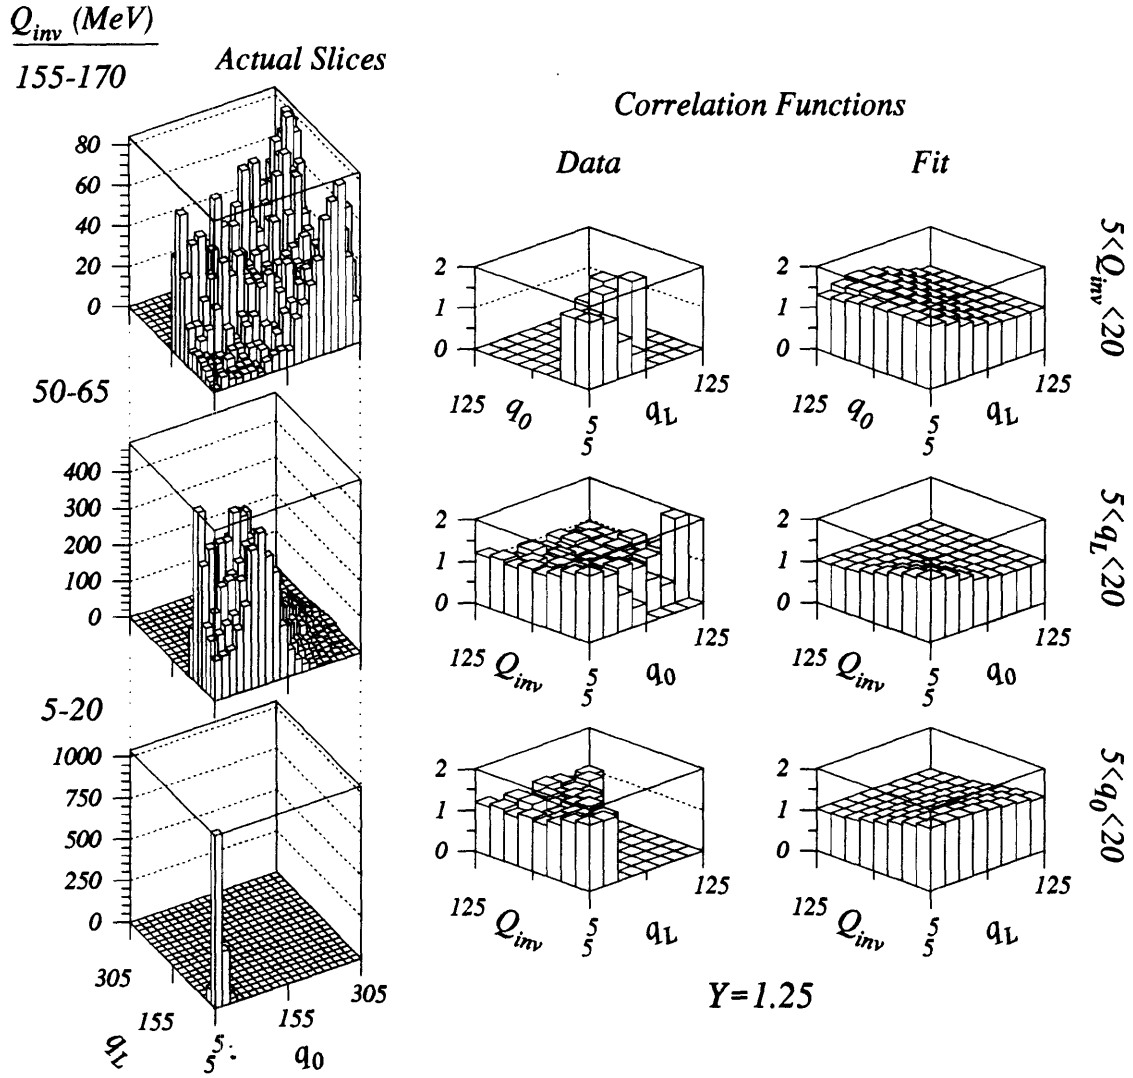 Q_inv (MeV)
155-170
Actual Slices
80
60
40
20
0
50-65
400
300
200
100
0
5-20
1000
750
500
250
0
305
155
5
q_L
5
155
305
q_0
Correlation Functions
Data
Fit
2
1
0
125
q_0
5
5
q_L
125
2
1
0
125
q_0
5
5
q_L
125
5<Q_inv<20
2
1
0
125
Q_inv
5
5
q_0
125
2
1
0
125
Q_inv
5
5
q_0
125
5<q_L<20
2
1
0
125
Q_inv
5
5
q_L
125
2
1
0
125
Q_inv
5
5
q_L
125
5<q_0<20
Y=1.25